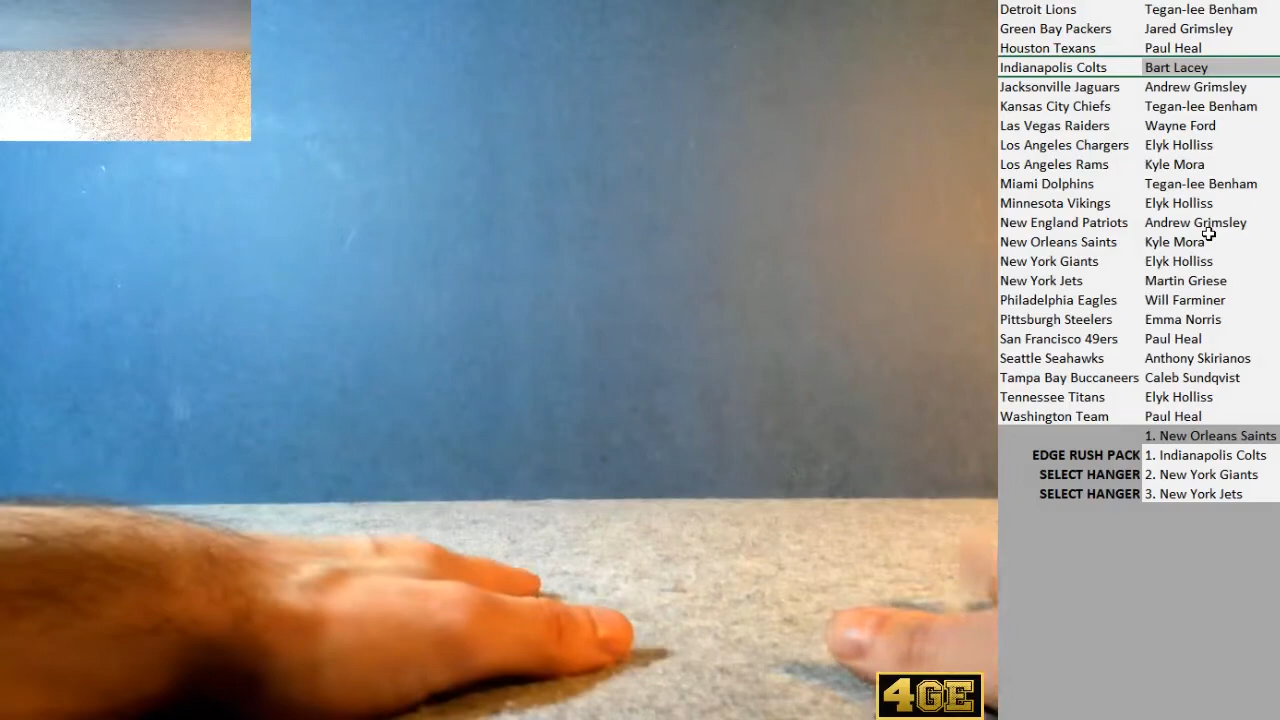 Detroit Lions Tegan-lee Benham
Green Bay Packers Jared Grimsley
Houston Texans Paul Heal
Indianapolis Colts Bart Lacey
Jacksonville Jaguars Andrew Grimsley
Kansas City Chiefs Tegan-lee Benham
Las Vegas Raiders Wayne Ford
Los Angeles Chargers Elyk Holliss
Los Angeles Rams Kyle Mora
Miami Dolphins Tegan-lee Benham
Minnesota Vikings Elyk Holliss
New England Patriots Andrew Grimsley
New Orleans Saints Kyle Mora
New York Giants Elyk Holliss
New York Jets Martin Griese
Philadelphia Eagles Will Farminer
Pittsburgh Steelers Emma Norris
San Francisco 49ers Paul Heal
Seattle Seahawks Anthony Skirianos
Tampa Bay Buccaneers Caleb Sundqvist
Tennessee Titans Elyk Holliss
Washington Team Paul Heal
1. New Orleans Saints
EDGE RUSH PACK 1. Indianapolis Colts
SELECT HANGER 2. New York Giants
SELECT HANGER 3. New York Jets
4GE